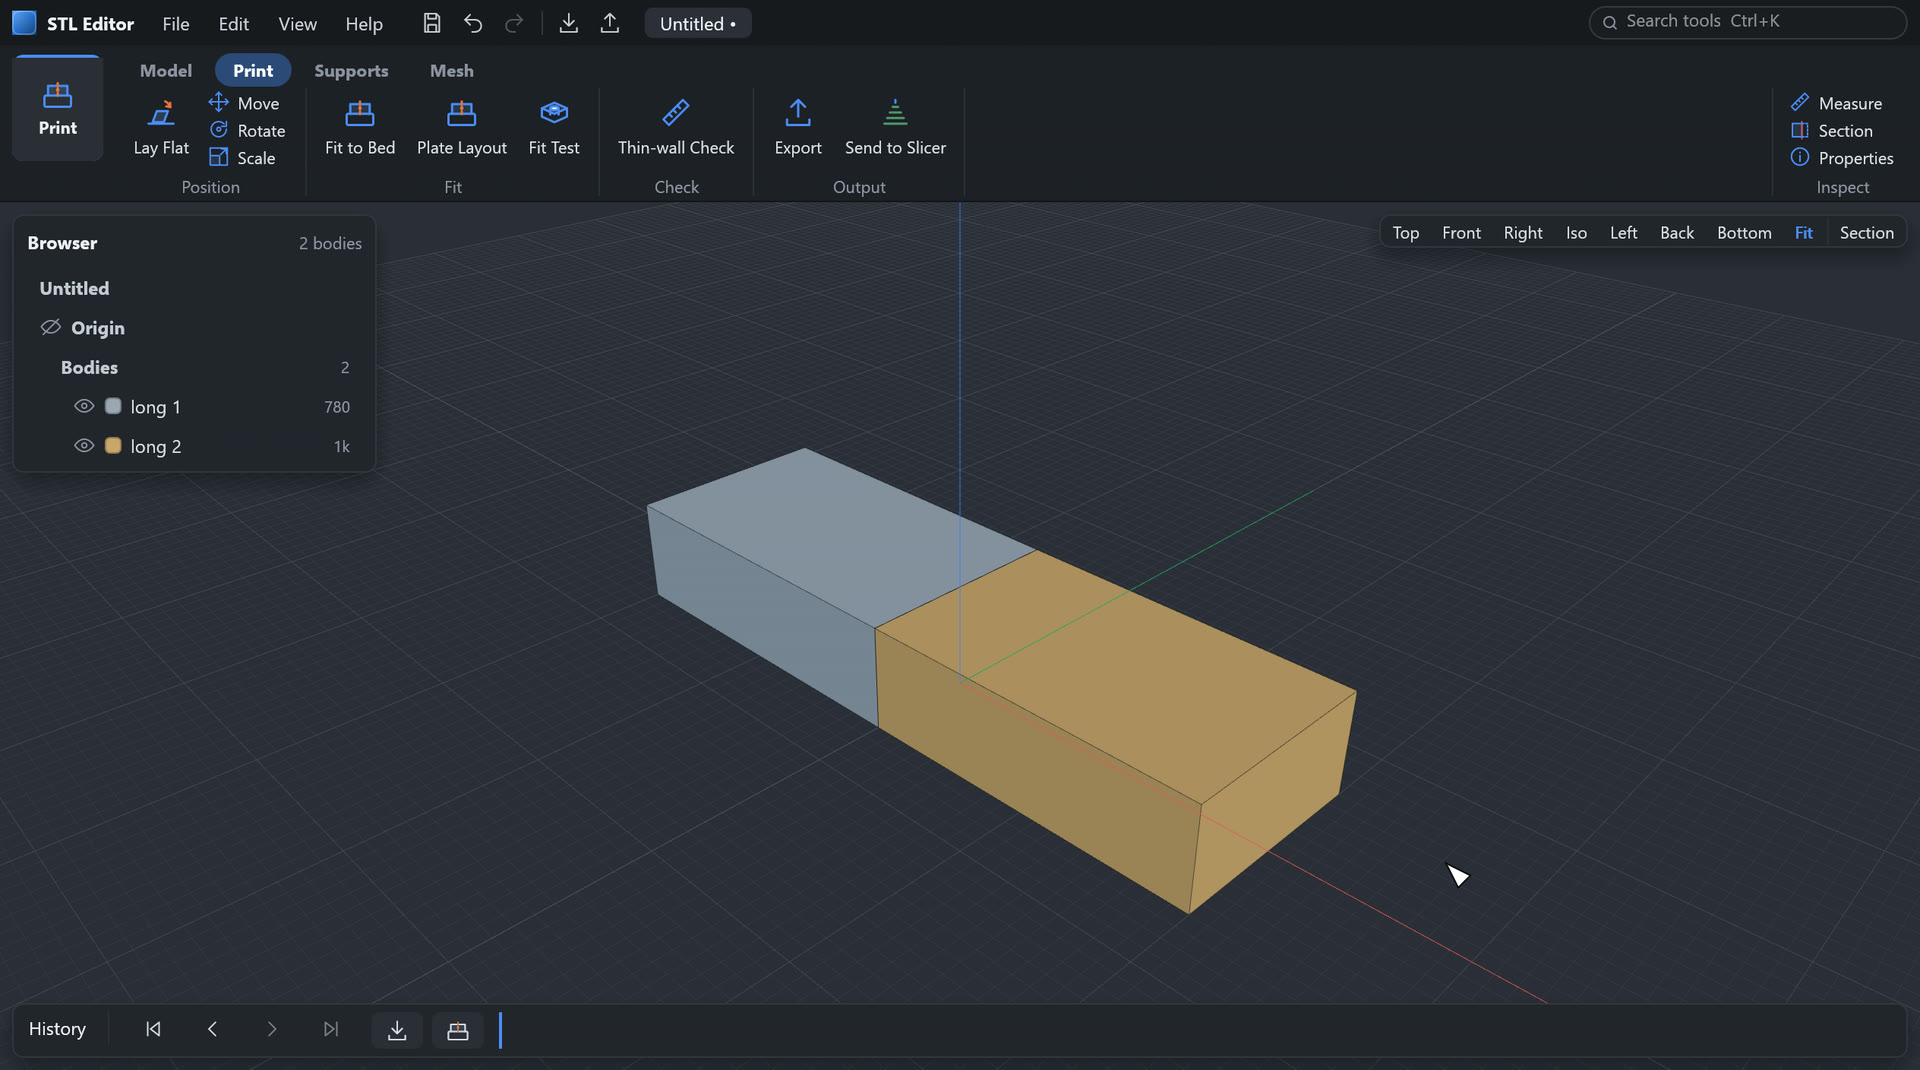 STL Editor File Edit View Help Untitled • Search tools Ctrl+K
Print
Model Print Supports Mesh
Lay Flat
Move
Rotate
Scale
Position
Fit to Bed Plate Layout Fit Test
Fit
Thin-wall Check
Check
Export Send to Slicer
Output
Measure
Section
Properties
Inspect
Browser 2 bodies
Untitled
Origin
Bodies 2
long 1 780
long 2 1k
Top Front Right Iso Left Back Bottom Fit Section
History